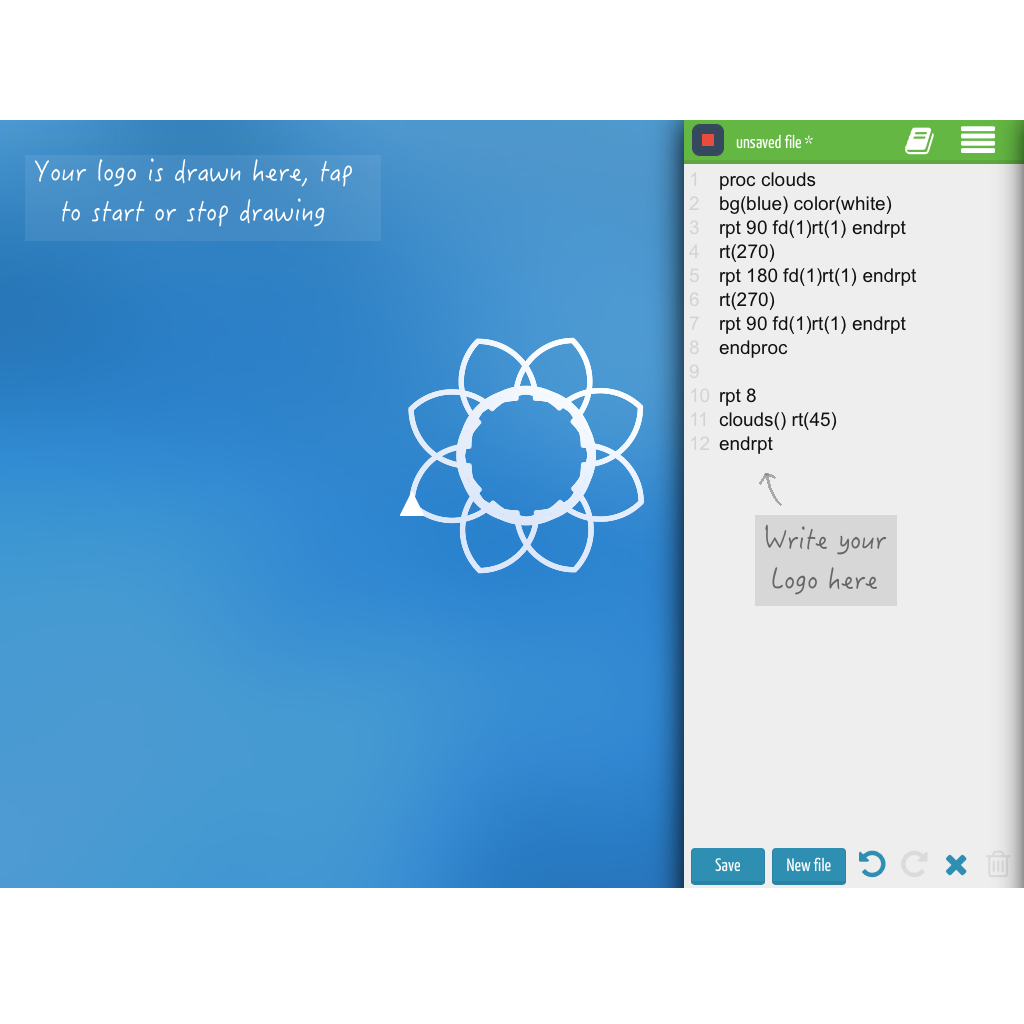 Your logo is drawn here, tap
to start or stop drawing
unsaved file *
1 proc clouds
2 bg(blue) color(white)
3 rpt 90 fd(1)rt(1) endrpt
4 rt(270)
5 rpt 180 fd(1)rt(1) endrpt
6 rt(270)
7 rpt 90 fd(1)rt(1) endrpt
8 endproc
9
10 rpt 8
11 clouds() rt(45)
12 endrpt
Write your
Logo here
Save New file